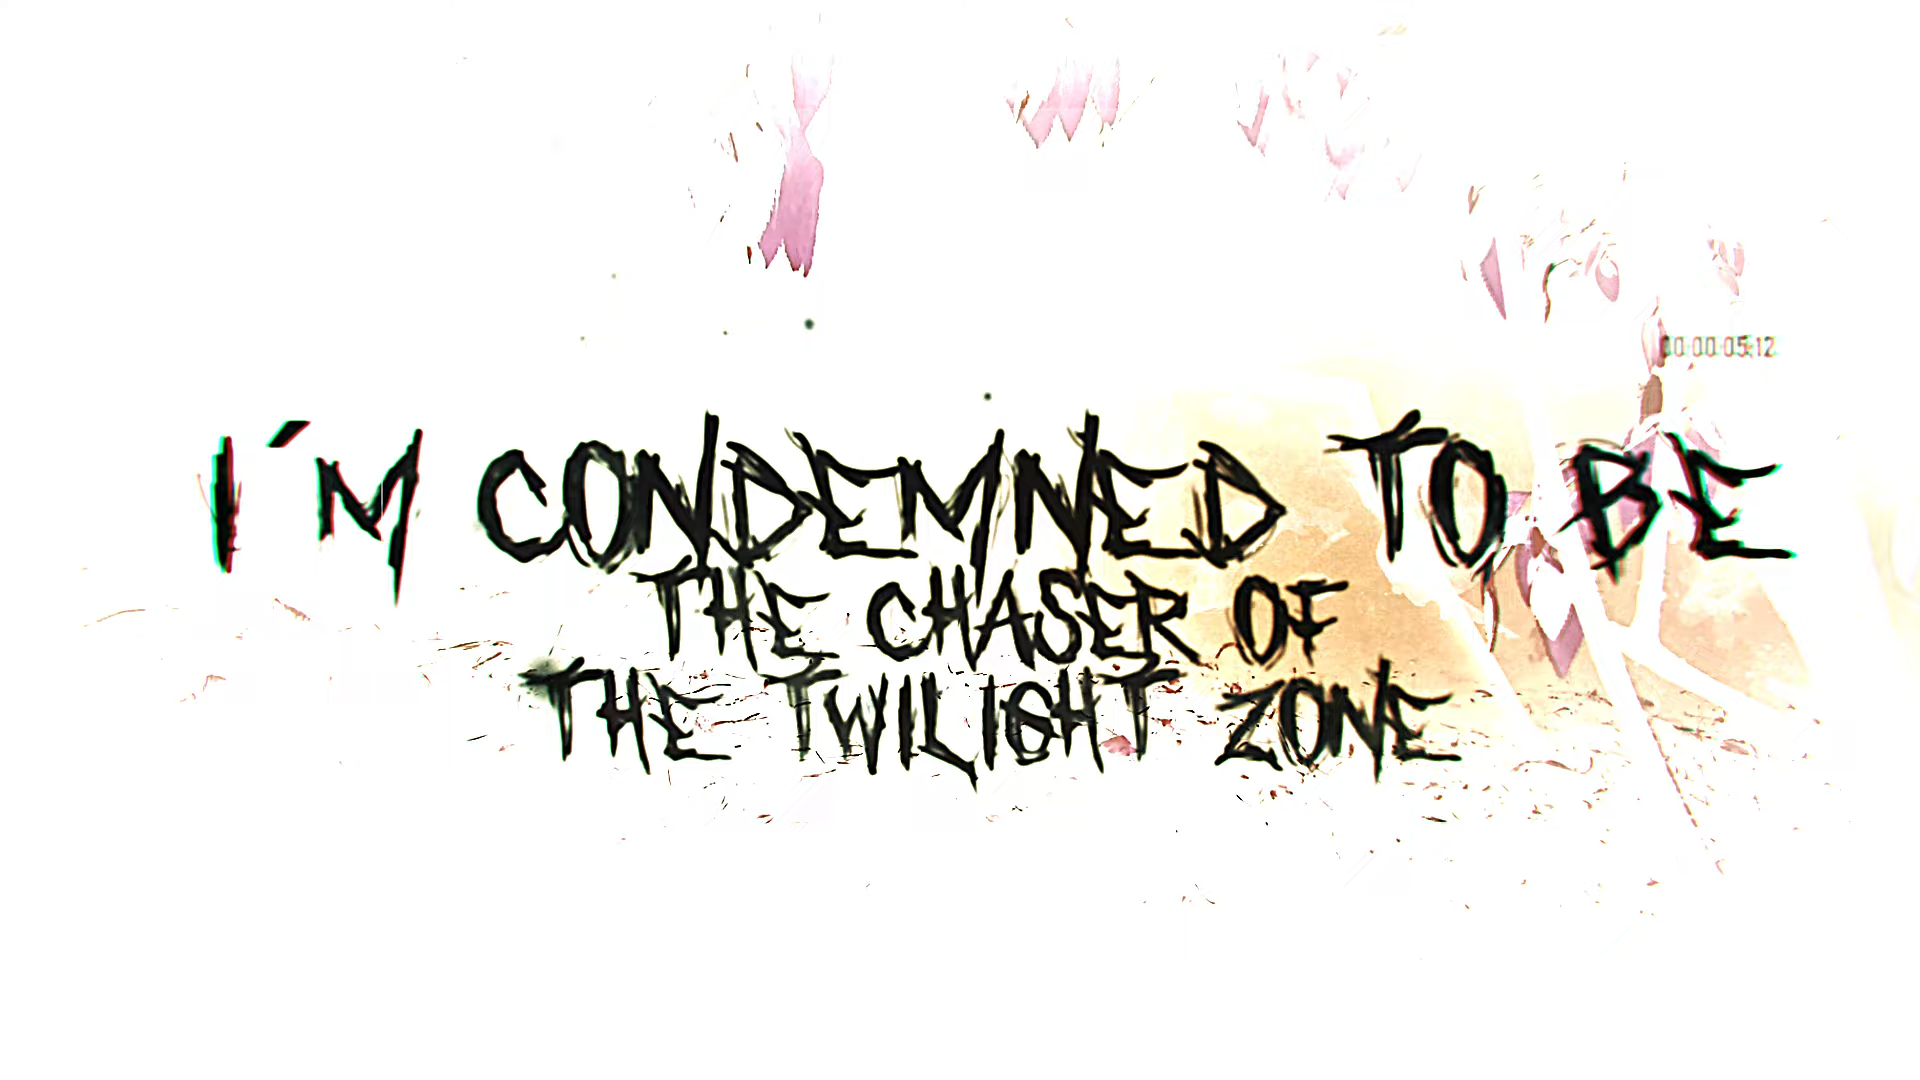 00:00:05:12
I´M CONDEMNED TO BE
THE CHASER OF
THE TWILIGHT ZONE